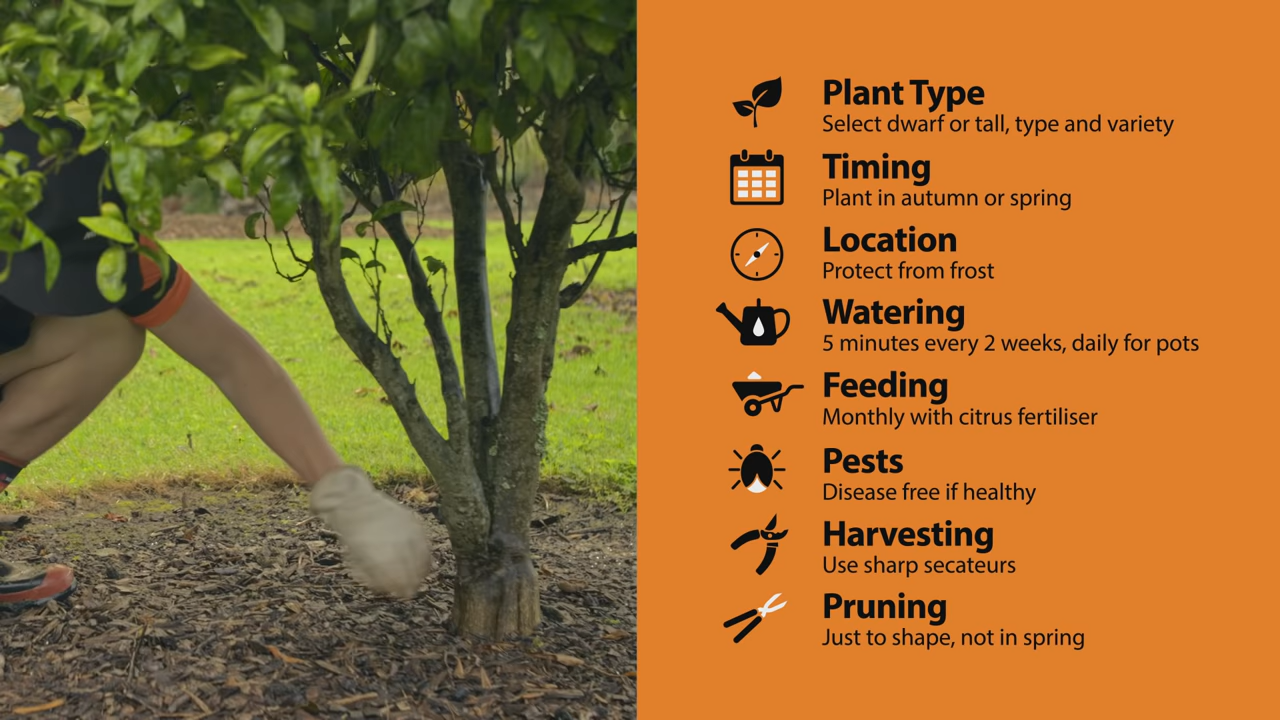 Plant Type
Select dwarf or tall, type and variety
Timing
Plant in autumn or spring
Location
Protect from frost
Watering
5 minutes every 2 weeks, daily for pots
Feeding
Monthly with citrus fertiliser
Pests
Disease free if healthy
Harvesting
Use sharp secateurs
Pruning
Just to shape, not in spring